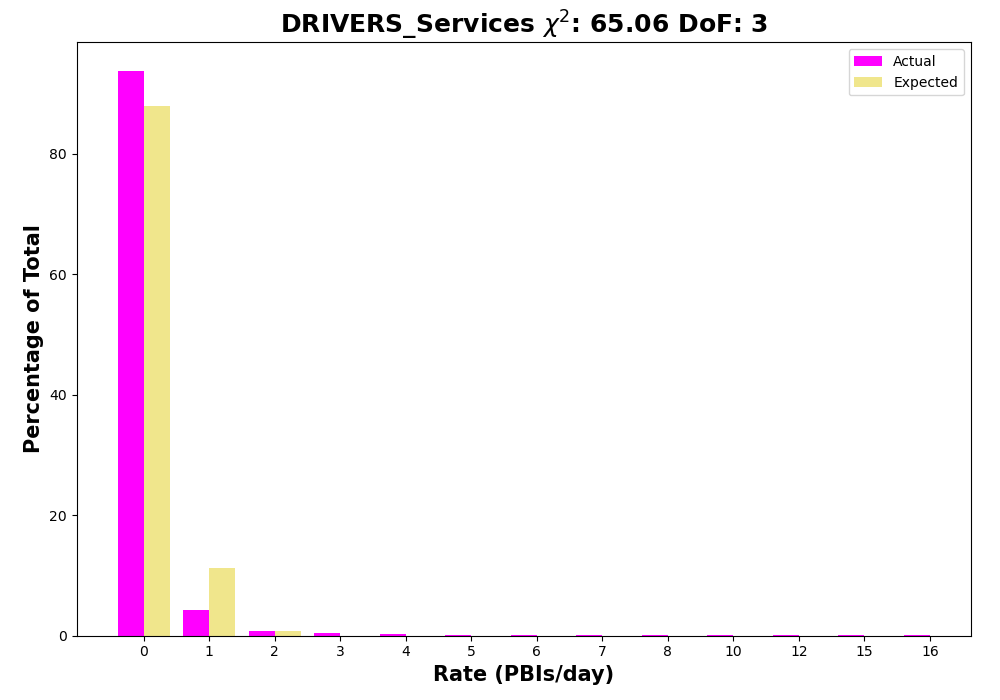 DRIVERS_Services χ²: 65.06 DoF: 3
Actual
Expected
Percentage of Total
80
60
40
20
0
0 1 2 3 4 5 6 7 8 10 12 15 16
Rate (PBIs/day)